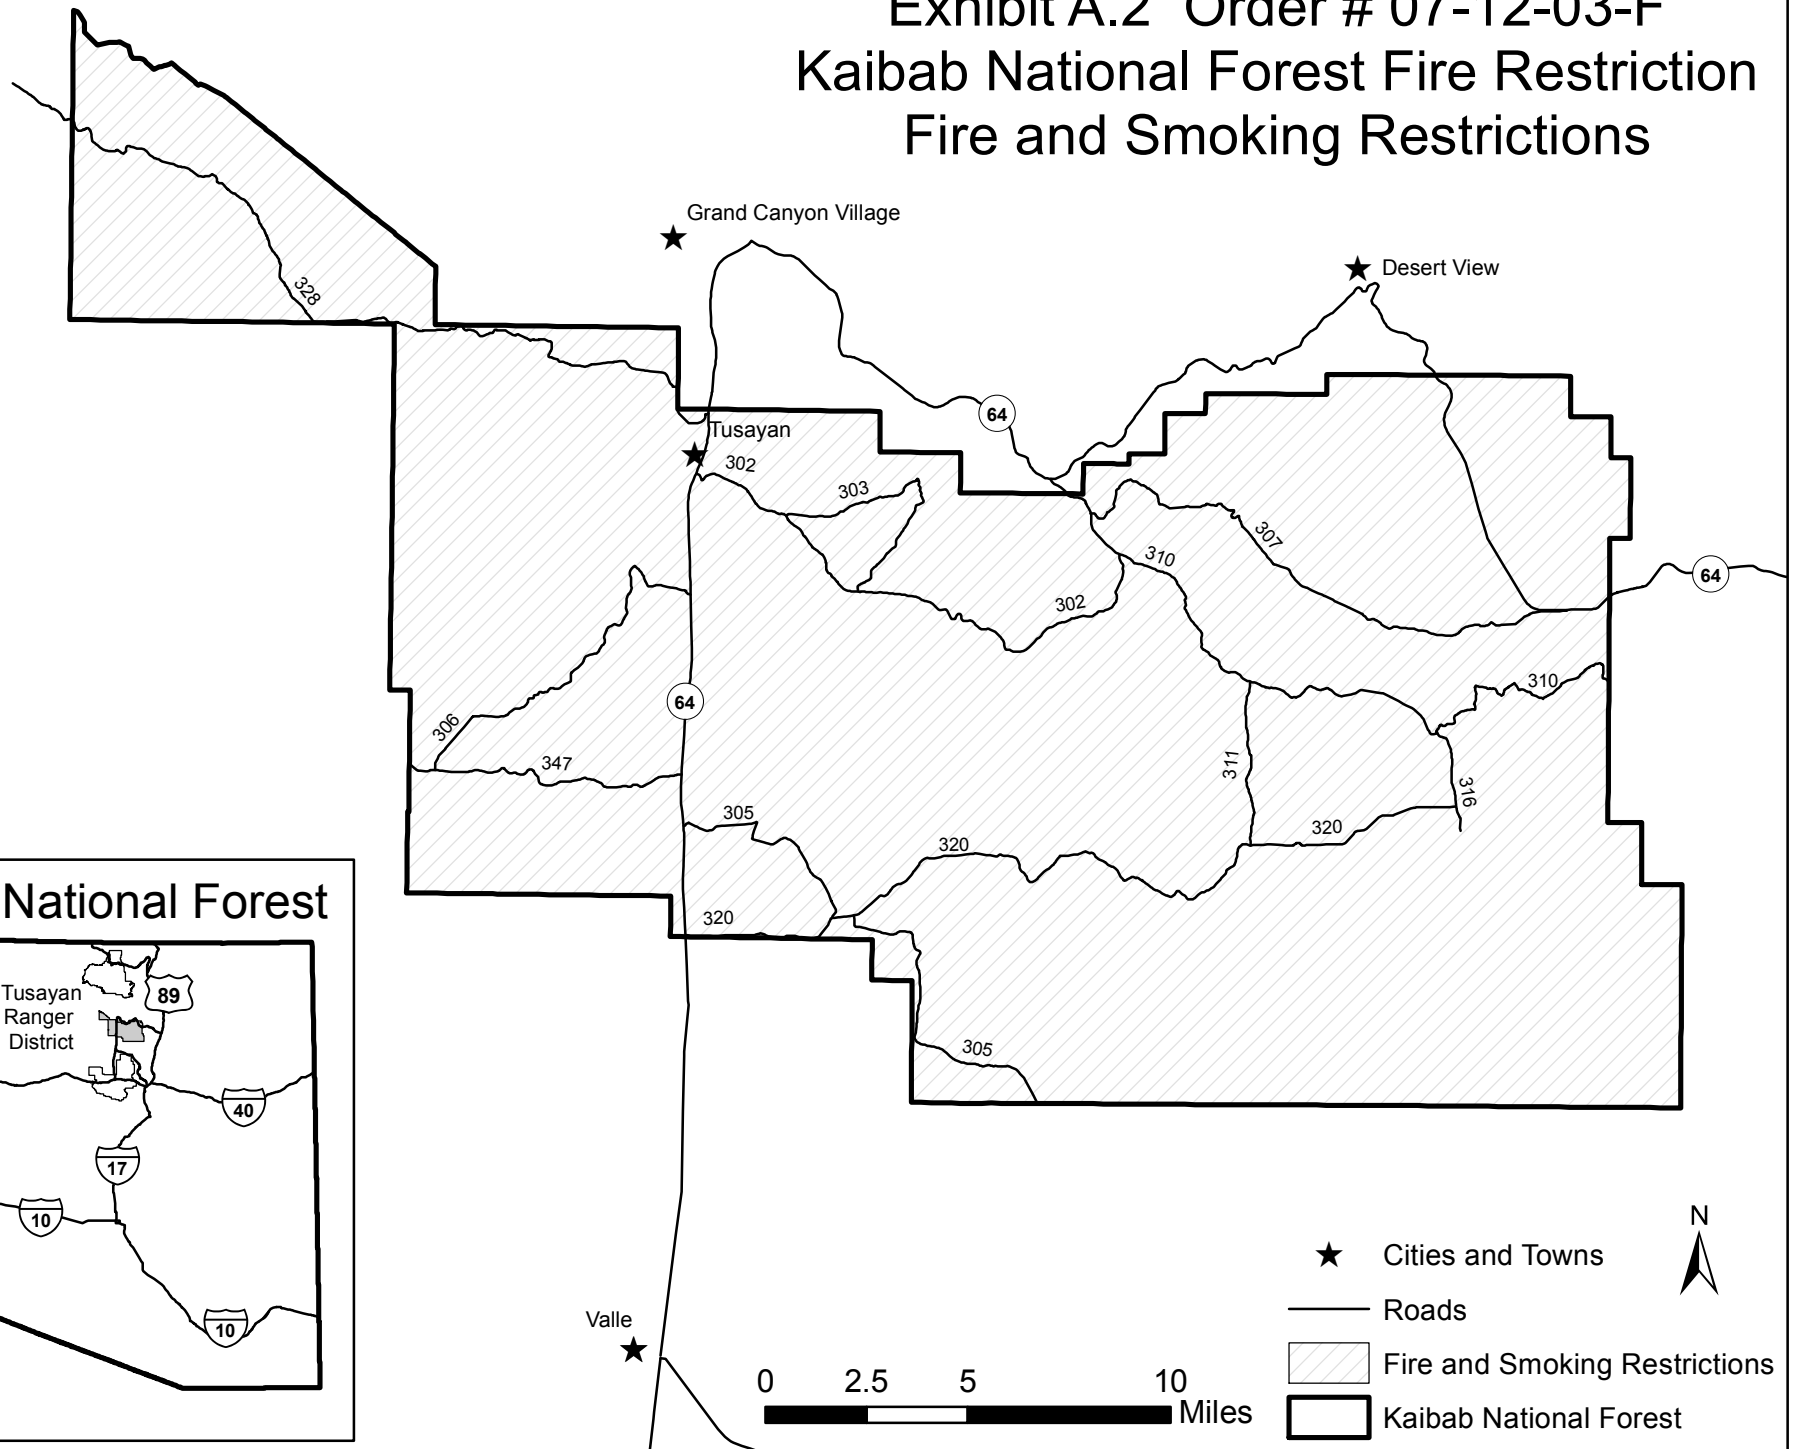 Exhibit A.2 Order # 07-12-03-F
Kaibab National Forest Fire Restriction
Fire and Smoking Restrictions
Grand Canyon Village
Desert View
328
64
Tusayan
302
303
307
310
64
302
310
64
306
347
311
316
305
320
320
320
305
National Forest
Tusayan
Ranger
District
89
40
17
10
10
Valle
N
Cities and Towns
Roads
Fire and Smoking Restrictions
Kaibab National Forest
0 2.5 5 10
Miles